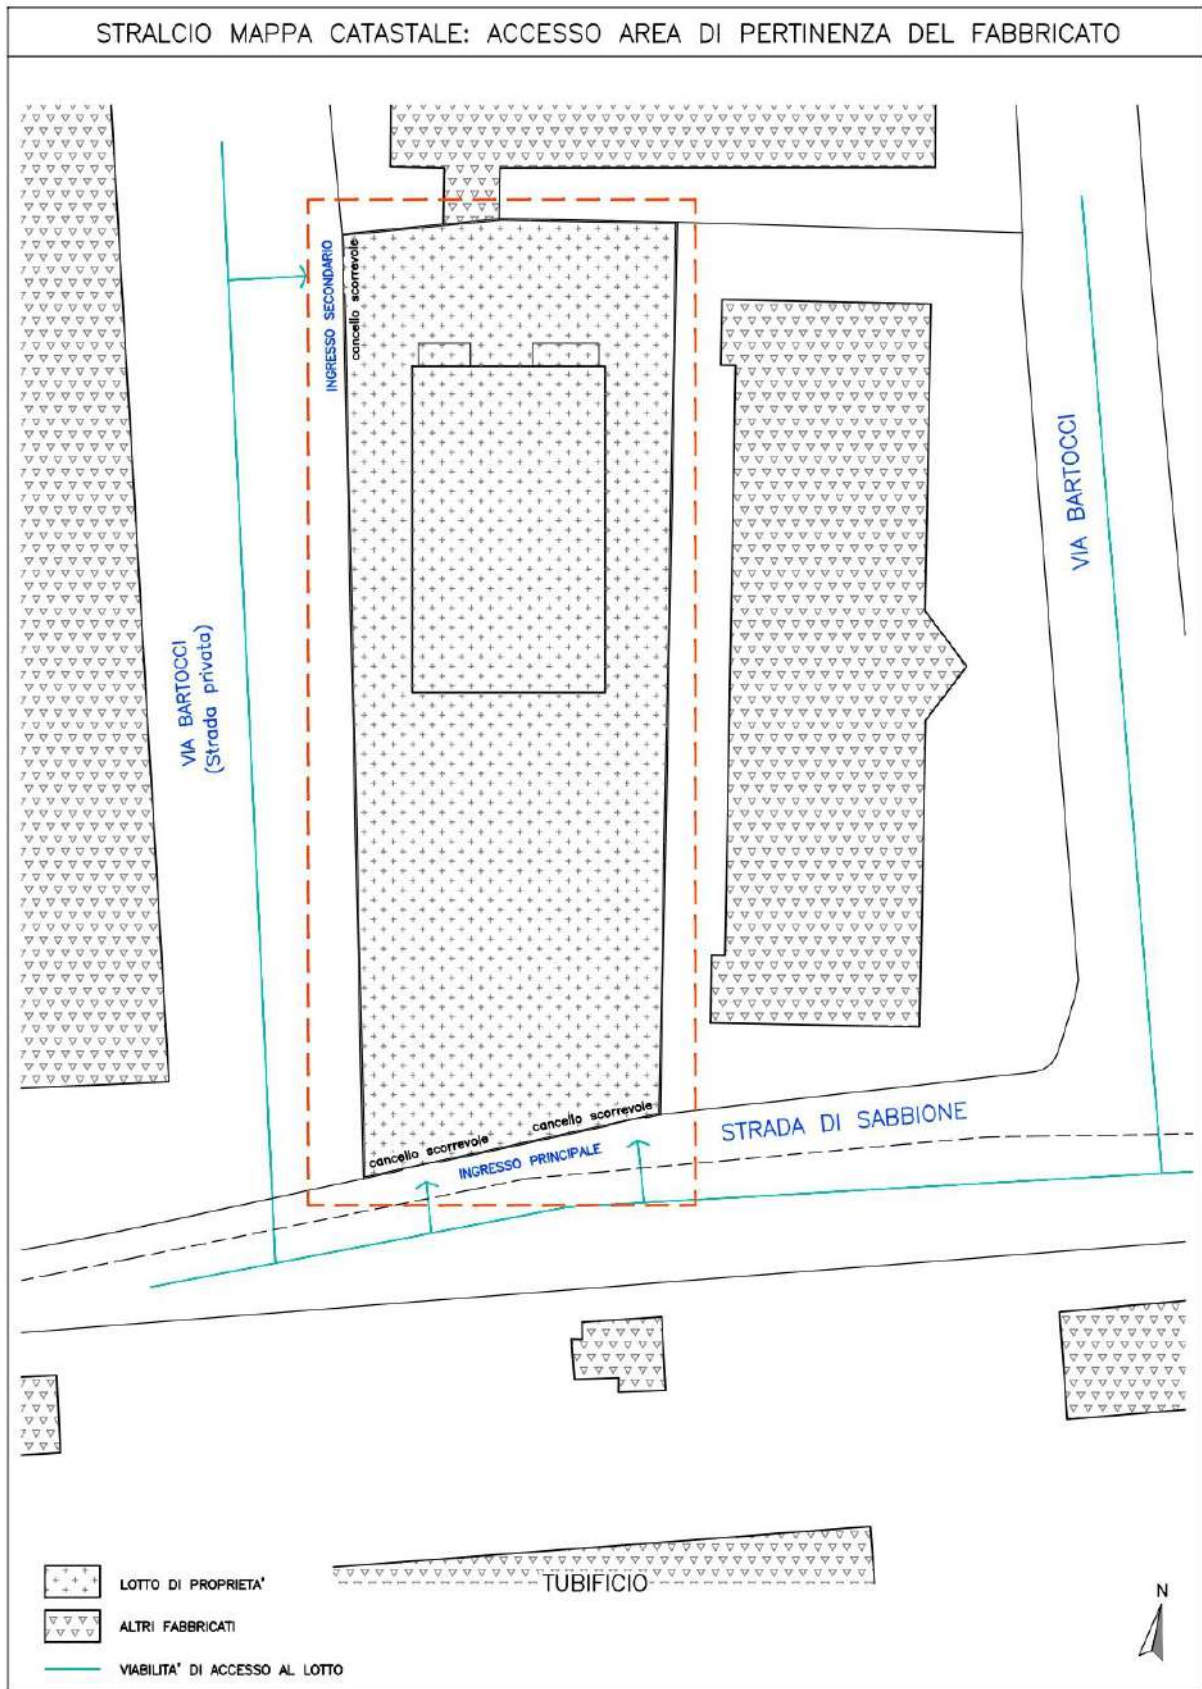 STRALCIO MAPPA CATASTALE: ACCESSO AREA DI PERTINENZA DEL FABBRICATO
INGRESSO SECONDARIO
cancello scorrevole
VIA BARTOCCI
VIA BARTOCCI
(Strada privata)
cancello scorrevole
cancello scorrevole
INGRESSO PRINCIPALE
STRADA DI SABBIONE
TUBIFICIO
LOTTO DI PROPRIETA'
ALTRI FABBRICATI
VIABILITA' DI ACCESSO AL LOTTO
N